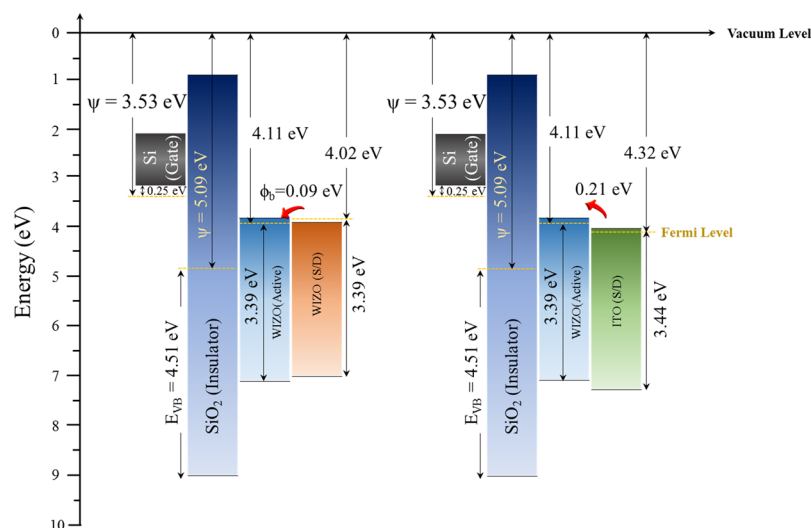 Vacuum Level
Energy (eV)
0
1
2
3
4
5
6
7
8
9
10
ψ = 3.53 eV
Si
(Gate)
0.25 eV
ψ = 5.09 eV
4.11 eV
4.02 eV
ϕb=0.09 eV
3.39 eV
WIZO(Active)
WIZO (S/D)
3.39 eV
EVB = 4.51 eV
SiO2 (Insulator)
ψ = 3.53 eV
Si
(Gate)
0.25 eV
ψ = 5.09 eV
4.11 eV
4.32 eV
0.21 eV
Fermi Level
3.39 eV
WIZO(Active)
ITO (S/D)
3.44 eV
EVB = 4.51 eV
SiO2 (Insulator)